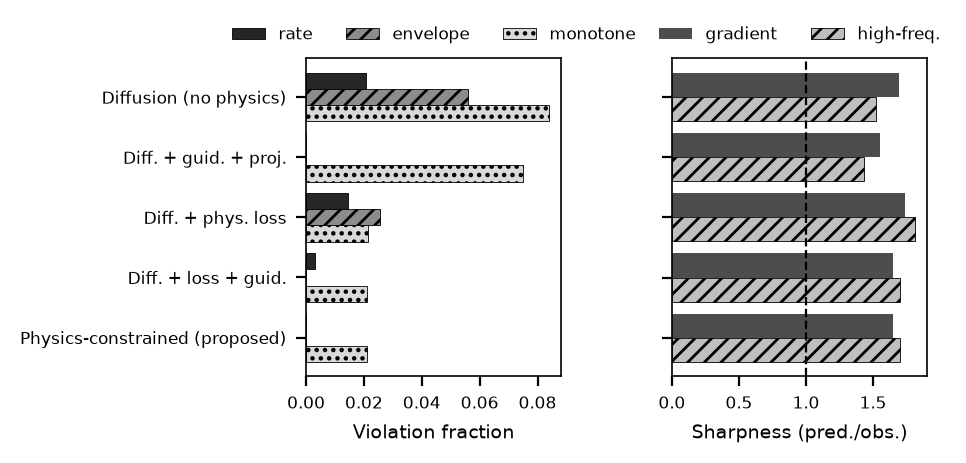 rate envelope monotone gradient high-freq.
Diffusion (no physics)
Diff. + guid. + proj.
Diff. + phys. loss
Diff. + loss + guid.
Physics-constrained (proposed)
0.00 0.02 0.04 0.06 0.08
Violation fraction
0.0 0.5 1.0 1.5
Sharpness (pred./obs.)